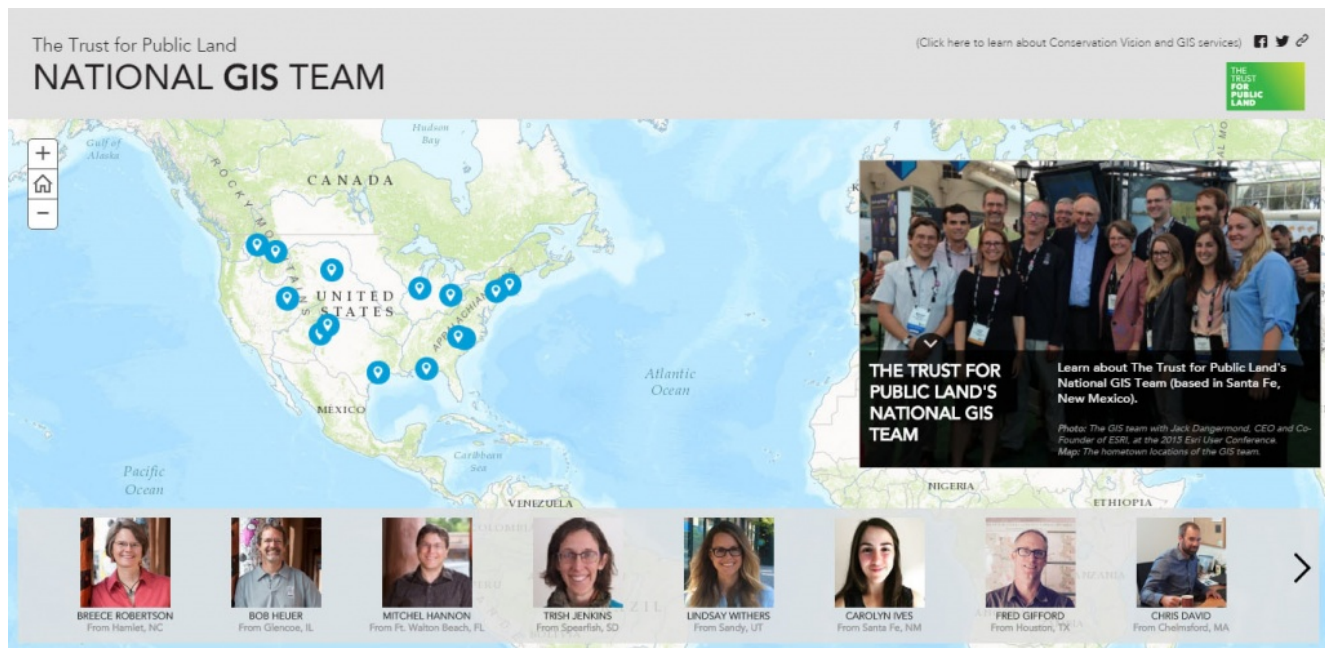 The Trust for Public Land
NATIONAL GIS TEAM
(Click here to learn about Conservation Vision and GIS services)
THE
TRUST
FOR
PUBLIC
LAND
+
−
Gulf of
Alaska
Hudson
Bay
CANADA
ROCKY MOUNTAINS
UNITED
STATES
APPALACHIAN
MEXICO
Atlantic
Ocean
Caribbean
Sea
Pacific
Ocean
VENEZUELA
NIGERIA
ETHIOPIA
THE TRUST FOR
PUBLIC LAND'S
NATIONAL GIS
TEAM
Learn about The Trust for Public Land's
National GIS Team (based in Santa Fe,
New Mexico).
Photo: The GIS team with Jack Dangermond, CEO and Co-
Founder of ESRI, at the 2015 Esri User Conference.
Map: The hometown locations of the GIS team.
BREECE ROBERTSON
From Hamlet, NC
BOB HEUER
From Glencoe, IL
MITCHEL HANNON
From Ft. Walton Beach, FL
TRISH JENKINS
From Spearfish, SD
LINDSAY WITHERS
From Sandy, UT
CAROLYN IVES
From Santa Fe, NM
FRED GIFFORD
From Houston, TX
CHRIS DAVID
From Chelmsford, MA